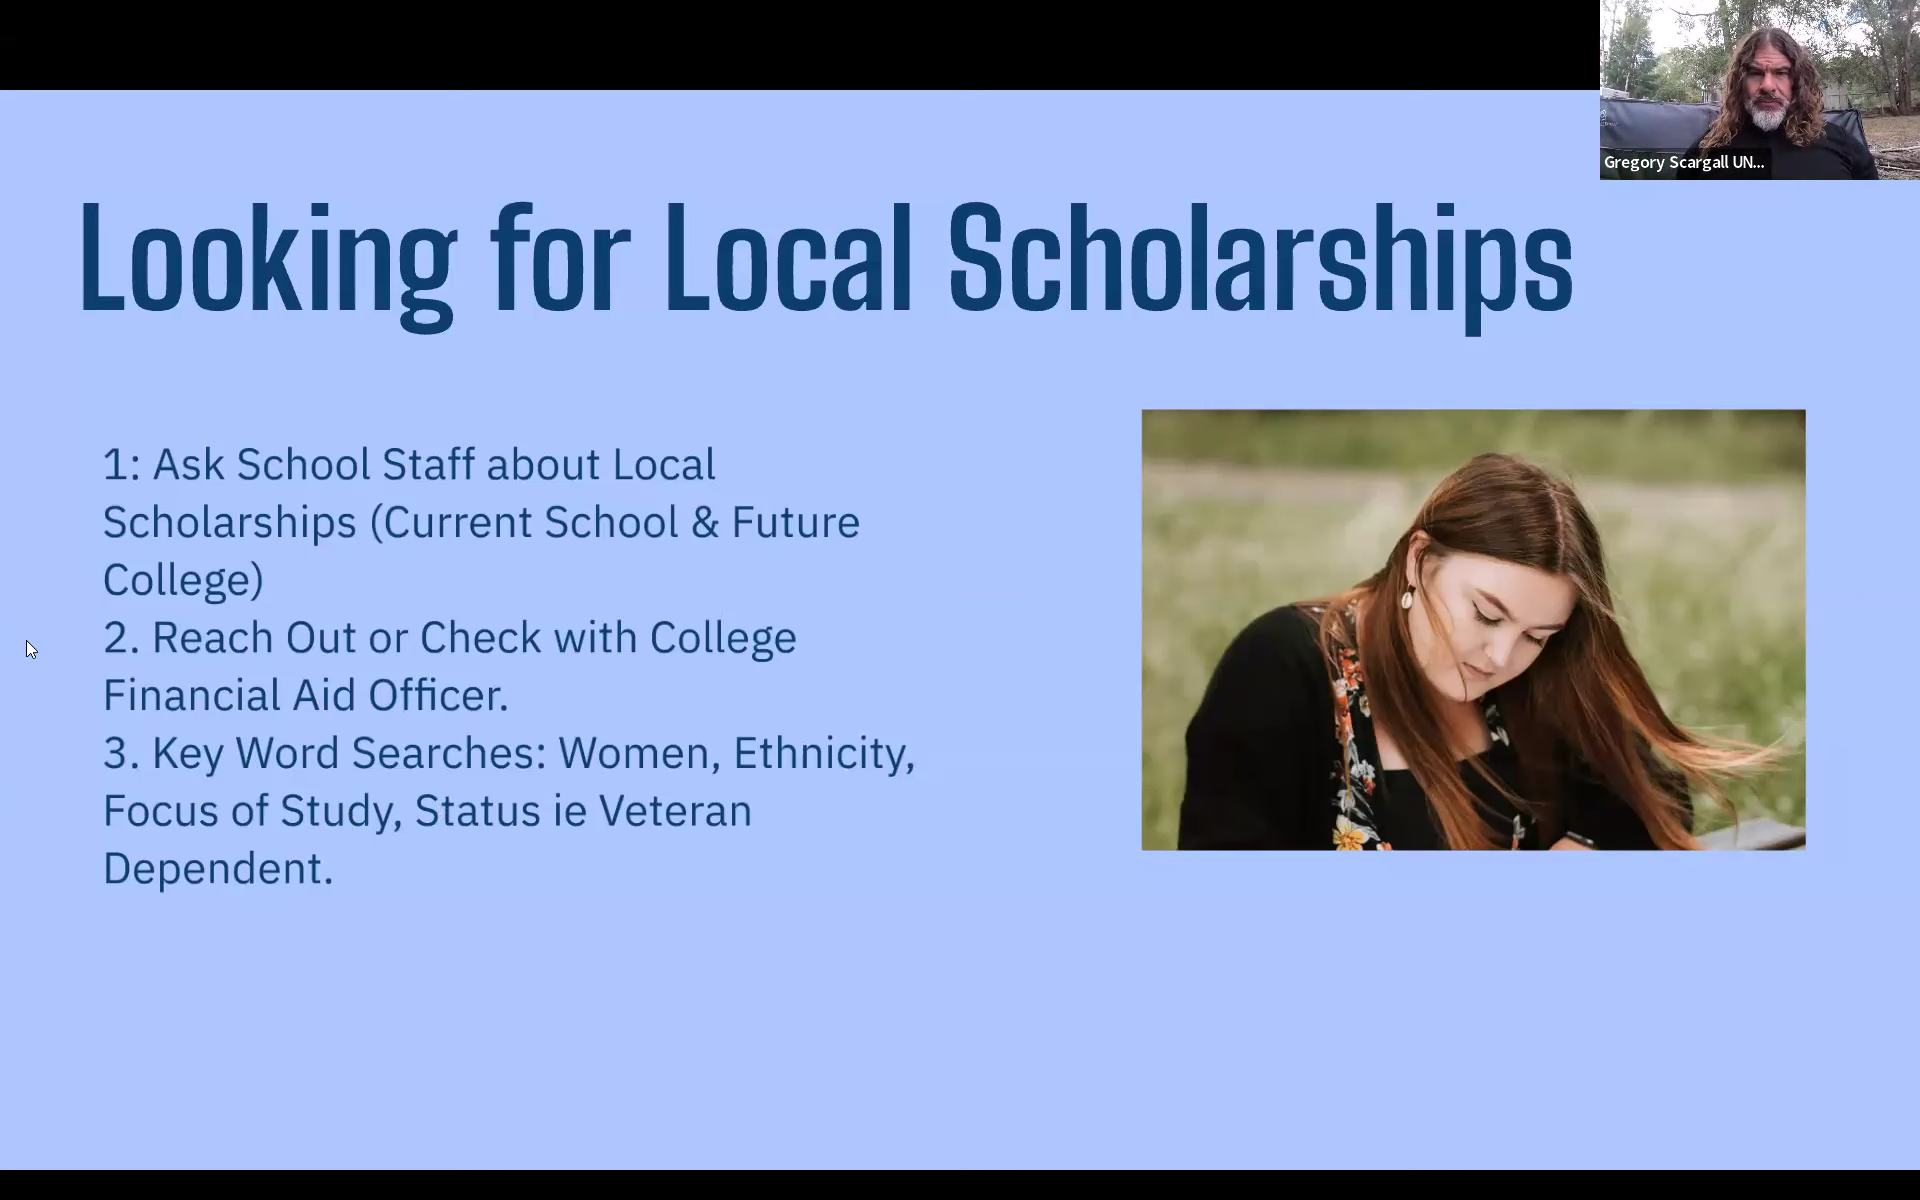 Gregory Scargall UN...
Looking for Local Scholarships
1: Ask School Staff about Local
Scholarships (Current School & Future
College)
2. Reach Out or Check with College
Financial Aid Officer.
3. Key Word Searches: Women, Ethnicity,
Focus of Study, Status ie Veteran
Dependent.